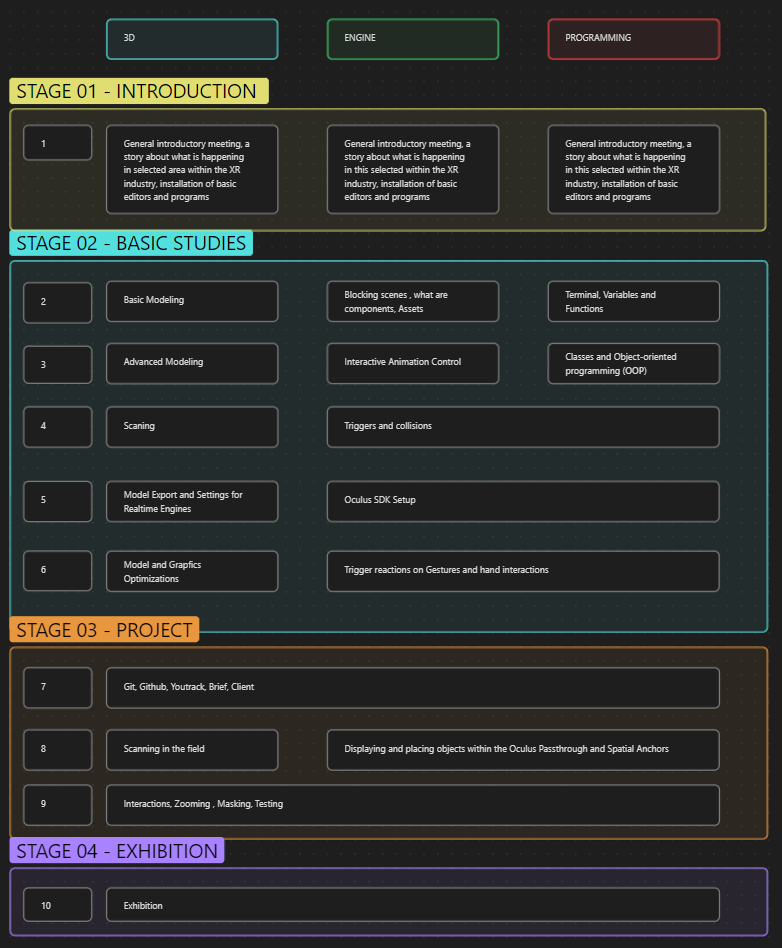 3D
ENGINE
PROGRAMMING
STAGE 01 - INTRODUCTION
1
General introductory meeting, a
story about what is happening
in selected area within the XR
industry, installation of basic
editors and programs
General introductory meeting, a
story about what is happening
in this selected within the XR
industry, installation of basic
editors and programs
General introductory meeting, a
story about what is happening
in this selected within the XR
industry, installation of basic
editors and programs
STAGE 02 - BASIC STUDIES
2
Basic Modeling
Blocking scenes , what are
components, Assets
Terminal, Variables and
Functions
3
Advanced Modeling
Interactive Animation Control
Classes and Object-oriented
programming (OOP)
4
Scaning
Triggers and collisions
5
Model Export and Settings for
Realtime Engines
Oculus SDK Setup
6
Model and Grapfics
Optimizations
Trigger reactions on Gestures and hand interactions
STAGE 03 - PROJECT
7
Git, Github, Youtrack, Brief, Client
8
Scanning in the field
Displaying and placing objects within the Oculus Passthrough and Spatial Anchors
9
Interactions, Zooming , Masking, Testing
STAGE 04 - EXHIBITION
10
Exhibition